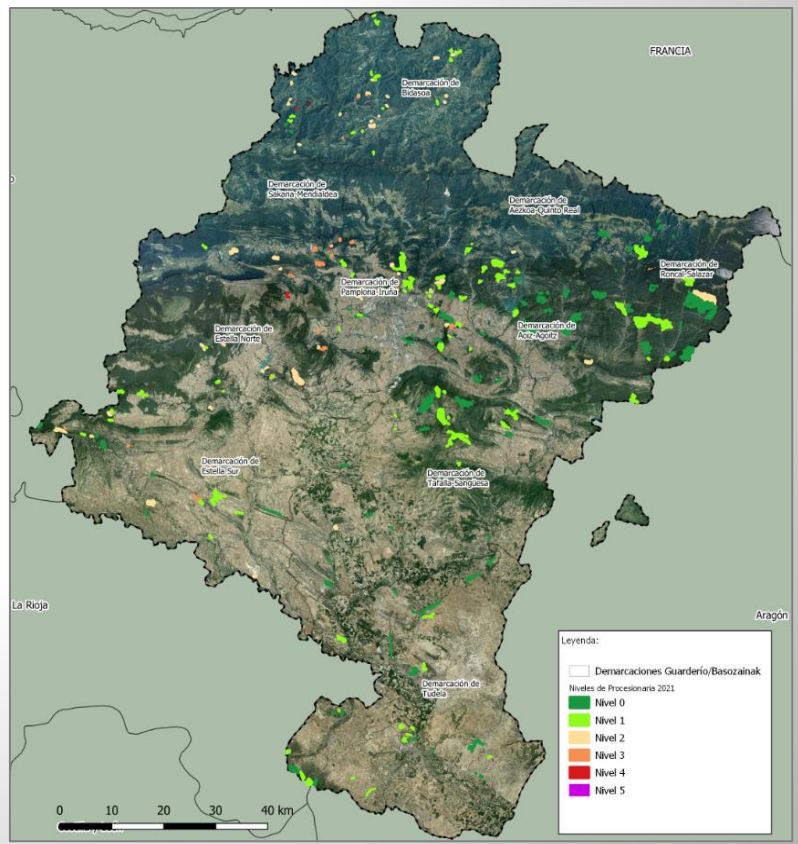 FRANCIA
Demarcación de
Bidasoa
Demarcación de
Sakana-Mendialdea
Demarcación de
Aezkoa-Quinto Real
Demarcación de
Roncal-Salazar
Demarcación de
Pamplona-Iruña
Demarcación de
Estella Norte
Demarcación de
Aoiz-Agoitz
Demarcación de
Estella Sur
Demarcación de
Tafalla-Sangüesa
La Rioja
Aragón
Demarcación de
Tudela
Leyenda:
Demarcaciones Guarderío/Basozainak
Niveles de Procesionaria 2021
Nivel 0
Nivel 1
Nivel 2
Nivel 3
Nivel 4
Nivel 5
0 10 20 30 40 km